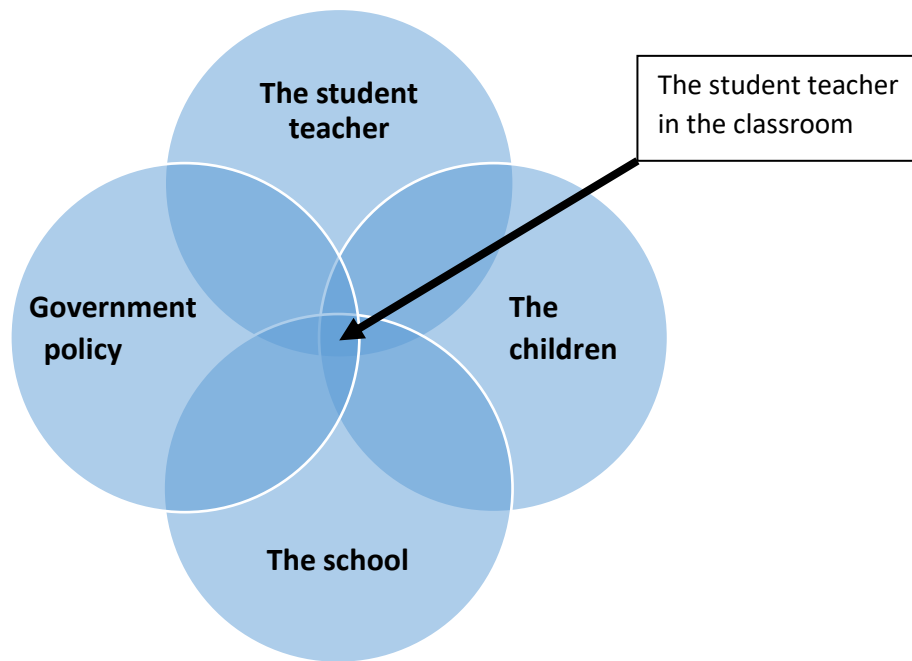 The student
teacher
The student teacher
in the classroom
Government
policy
The
children
The school